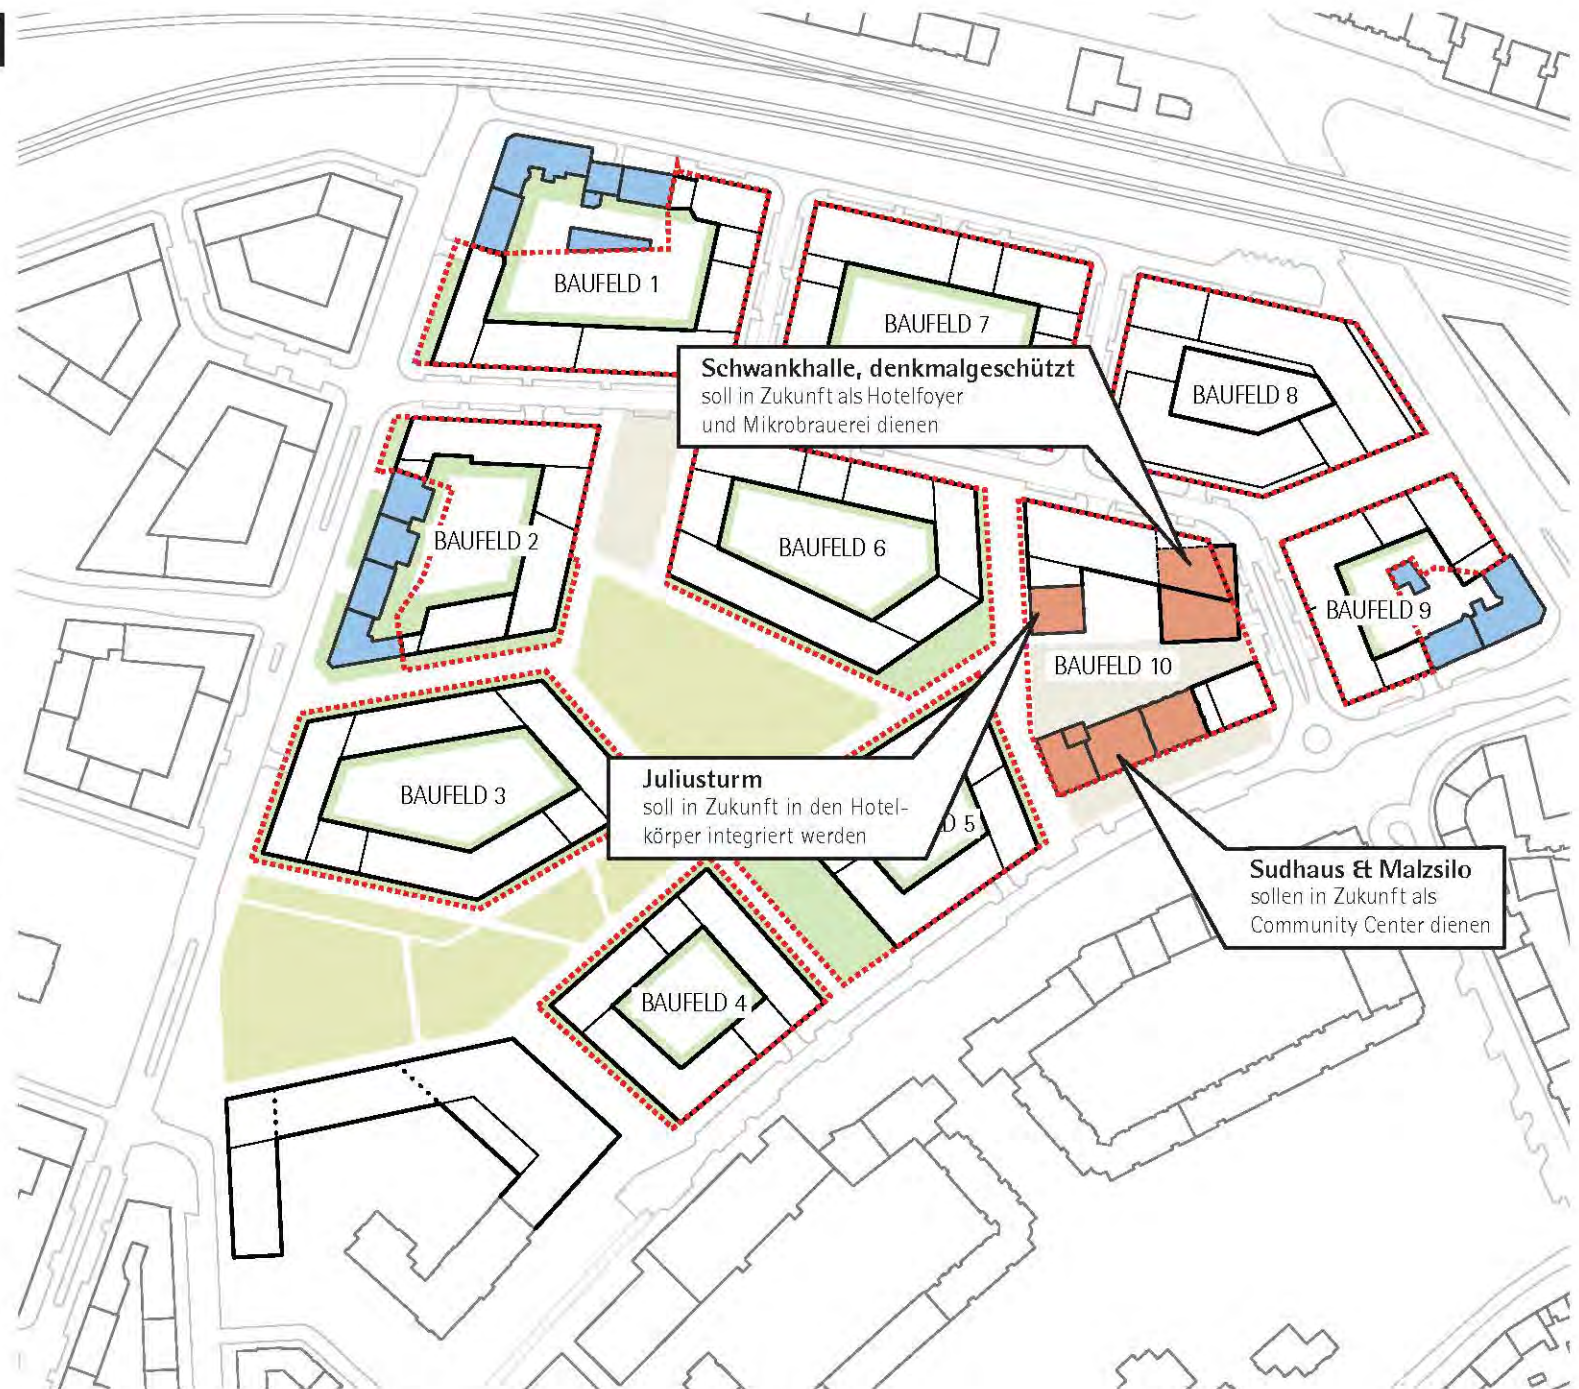 BAUFELD 1
BAUFELD 7
Schwankhalle, denkmalgeschützt
soll in Zukunft als Hotelfoyer
und Mikrobrauerei dienen
BAUFELD 8
BAUFELD 2
BAUFELD 6
BAUFELD 9
BAUFELD 10
BAUFELD 3
Juliusturm
soll in Zukunft in den Hotel-
körper integriert werden
D 5
Sudhaus & Malzsilo
sollen in Zukunft als
Community Center dienen
BAUFELD 4